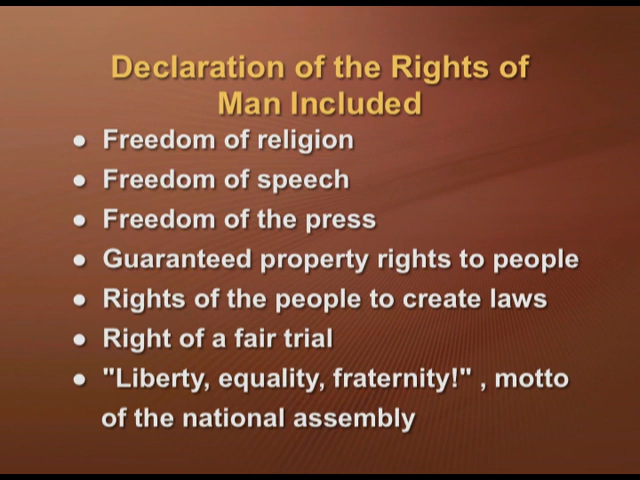 Declaration of the Rights of
Man Included
● Freedom of religion
● Freedom of speech
● Freedom of the press
● Guaranteed property rights to people
● Rights of the people to create laws
● Right of a fair trial
● "Liberty, equality, fraternity!" , motto
of the national assembly